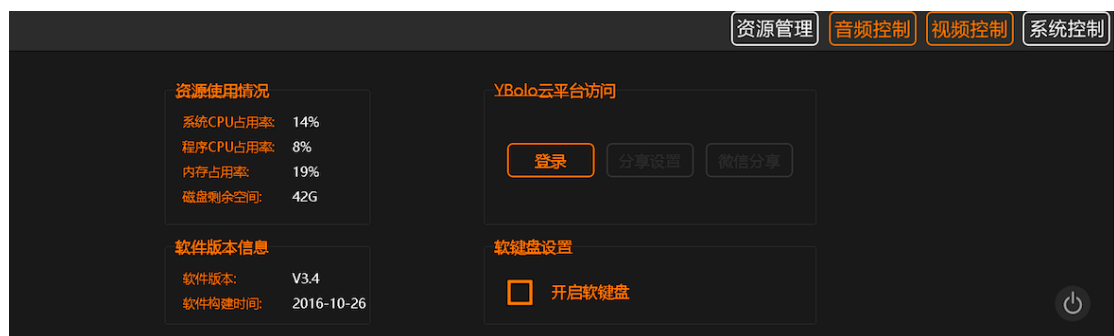 资源管理 音频控制 视频控制 系统控制
资源使用情况
系统CPU占用率: 14%
程序CPU占用率: 8%
内存占用率: 19%
磁盘剩余空间: 42G
YBolo云平台访问
登录 分享设置 微信分享
软件版本信息
软件版本: V3.4
软件构建时间: 2016-10-26
软键盘设置
开启软键盘